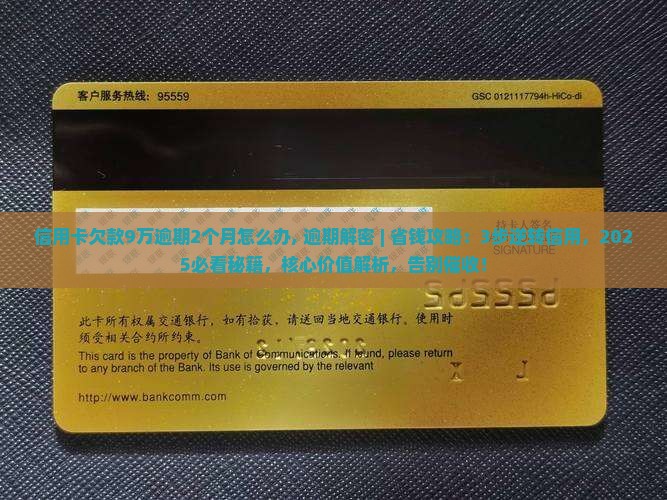 客户服务热线：95559
GSC 0121117794h-HiCo-di
信用卡欠款9万逾期2个月怎么办, 逾期解密 | 省钱攻略：3步逆转信用，202
5必看秘籍，核心价值解析，告别催收！
持卡人签名
SIGNATURE
此卡所有权属交通银行，如有拾获，请送回当地交通银行。使用时
须受相关合约所约束。
This card is the property of Bank of Communications. If found, please return
to any branch of the Bank. Its use is governed by the relevant
http://www.bankcomm.com